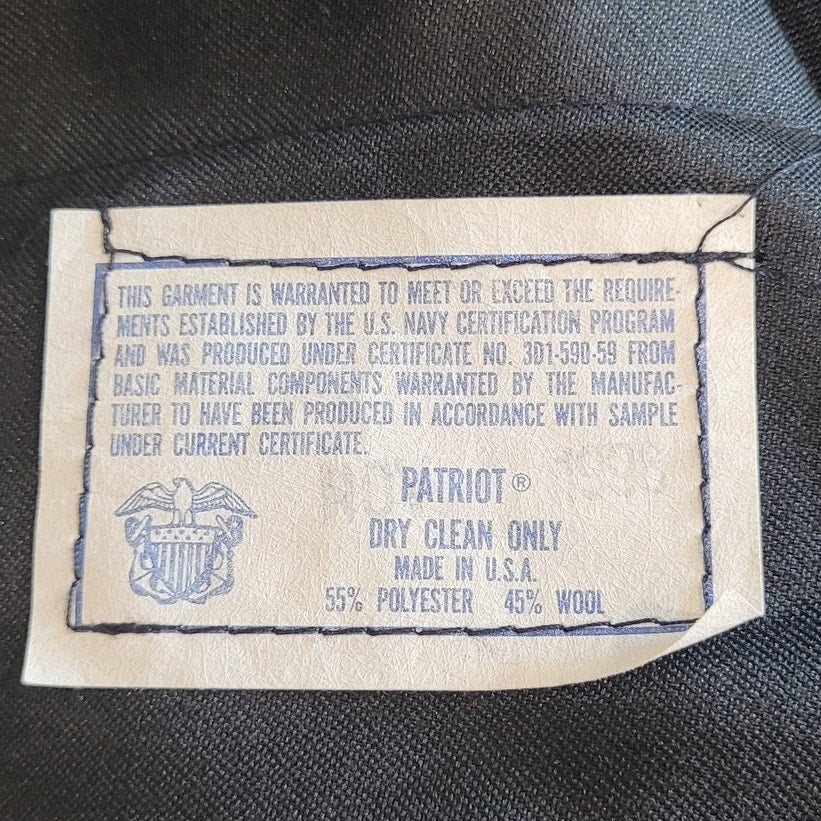 THIS GARMENT IS WARRANTED TO MEET OR EXCEED THE REQUIRE-
MENTS ESTABLISHED BY THE U.S. NAVY CERTIFICATION PROGRAM
AND WAS PRODUCED UNDER CERTIFICATE NO. 3D1-590-59 FROM
BASIC MATERIAL COMPONENTS WARRANTED BY THE MANUFAC-
TURER TO HAVE BEEN PRODUCED IN ACCORDANCE WITH SAMPLE
UNDER CURRENT CERTIFICATE.
PATRIOT®
DRY CLEAN ONLY
MADE IN U.S.A.
55% POLYESTER 45% WOOL